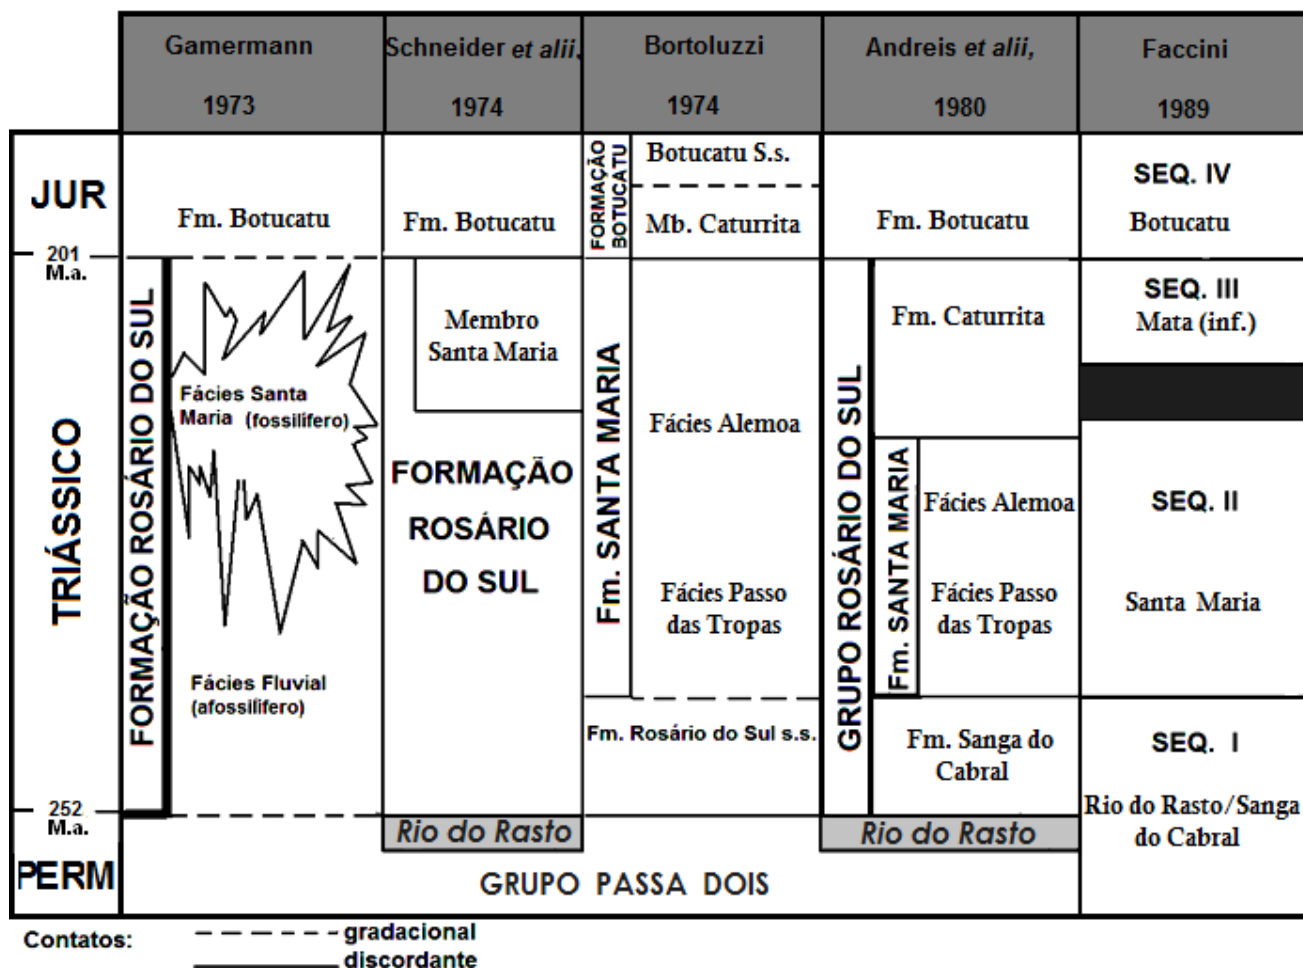 Gamermann
1973
Schneider et alii,
1974
Bortoluzzi
1974
Andreis et alii,
1980
Faccini
1989
JUR
201
M.a.
TRIÁSSICO
252
M.a.
PERM
Fm. Botucatu
FORMAÇÃO ROSÁRIO DO SUL
Fácies Santa
Maria (fossilífero)
Fácies Fluvial
(afossilífero)
Fm. Botucatu
Membro
Santa Maria
FORMAÇÃO
ROSÁRIO
DO SUL
Rio do Rasto
FORMAÇÃO
BOTUCATU
Botucatu S.s.
Mb. Caturrita
Fm. SANTA MARIA
Fácies Alemoa
Fácies Passo
das Tropas
Fm. Rosário do Sul s.s.
Fm. Botucatu
GRUPO ROSÁRIO DO SUL
Fm. Caturrita
Fm. SANTA MARIA
Fácies Alemoa
Fácies Passo
das Tropas
Fm. Sanga do
Cabral
Rio do Rasto
SEQ. IV
Botucatu
SEQ. III
Mata (inf.)
SEQ. II
Santa Maria
SEQ. I
Rio do Rasto/Sanga
do Cabral
GRUPO PASSA DOIS
Contatos:
gradacional
discordante